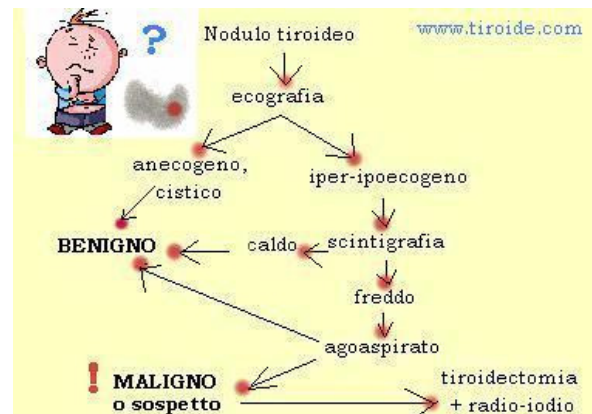 ?
Nodulo tiroideo
www.tiroide.com
ecografia
anecogeno,
cistico
iper-ipoecogeno
BENIGNO
caldo
scintigrafia
freddo
agoaspirato
!
MALIGNO
o sospetto
tiroidectomia
+ radio-iodio